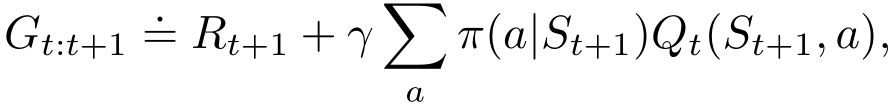 $G_{t:t+1} \doteq R_{t+1} + \gamma \sum_{a} \pi(a|S_{t+1}) Q_t(S_{t+1}, a),$